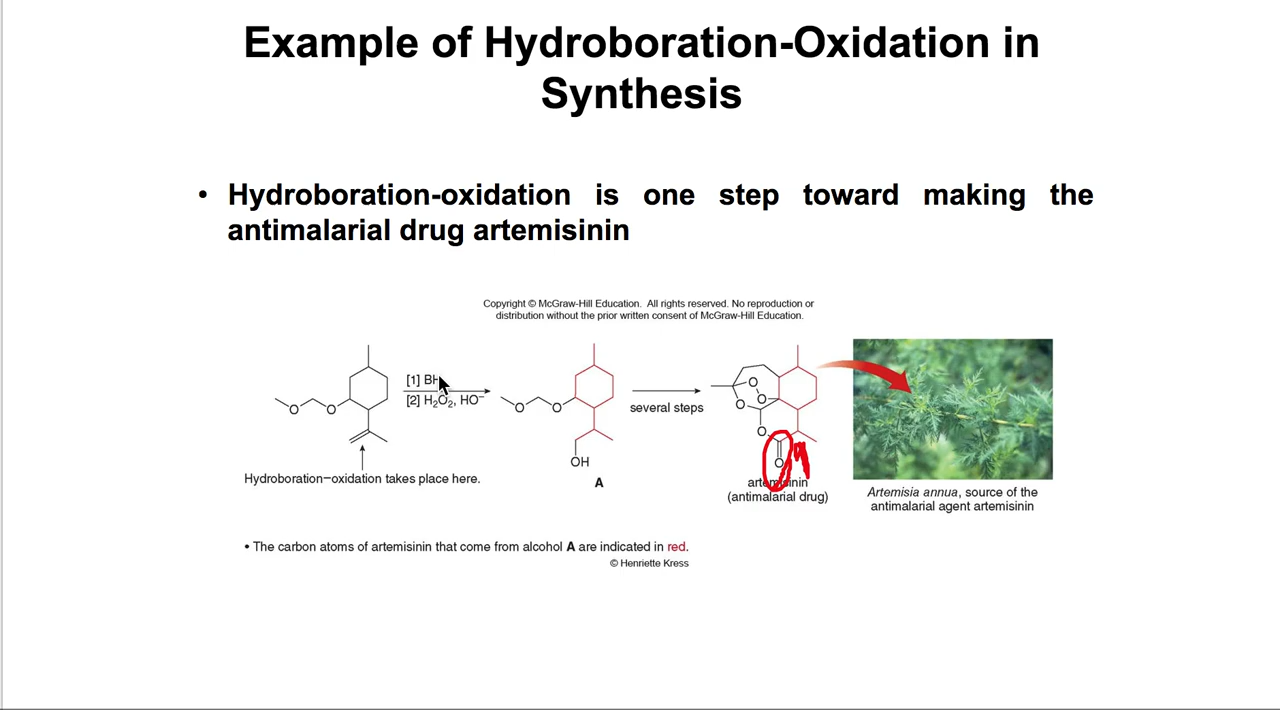 Example of Hydroboration-Oxidation in
Synthesis
• Hydroboration-oxidation is one step toward making the
antimalarial drug artemisinin
Copyright © McGraw-Hill Education. All rights reserved. No reproduction or
distribution without the prior written consent of McGraw-Hill Education.
[1] BH
[2] H₂O₂, HO⁻
several steps
O
O
O
O
OH
O
O
O
O
O
Hydroboration–oxidation takes place here.
A
artemisinin
(antimalarial drug)
Artemisia annua, source of the
antimalarial agent artemisinin
• The carbon atoms of artemisinin that come from alcohol A are indicated in red.
© Henriette Kress